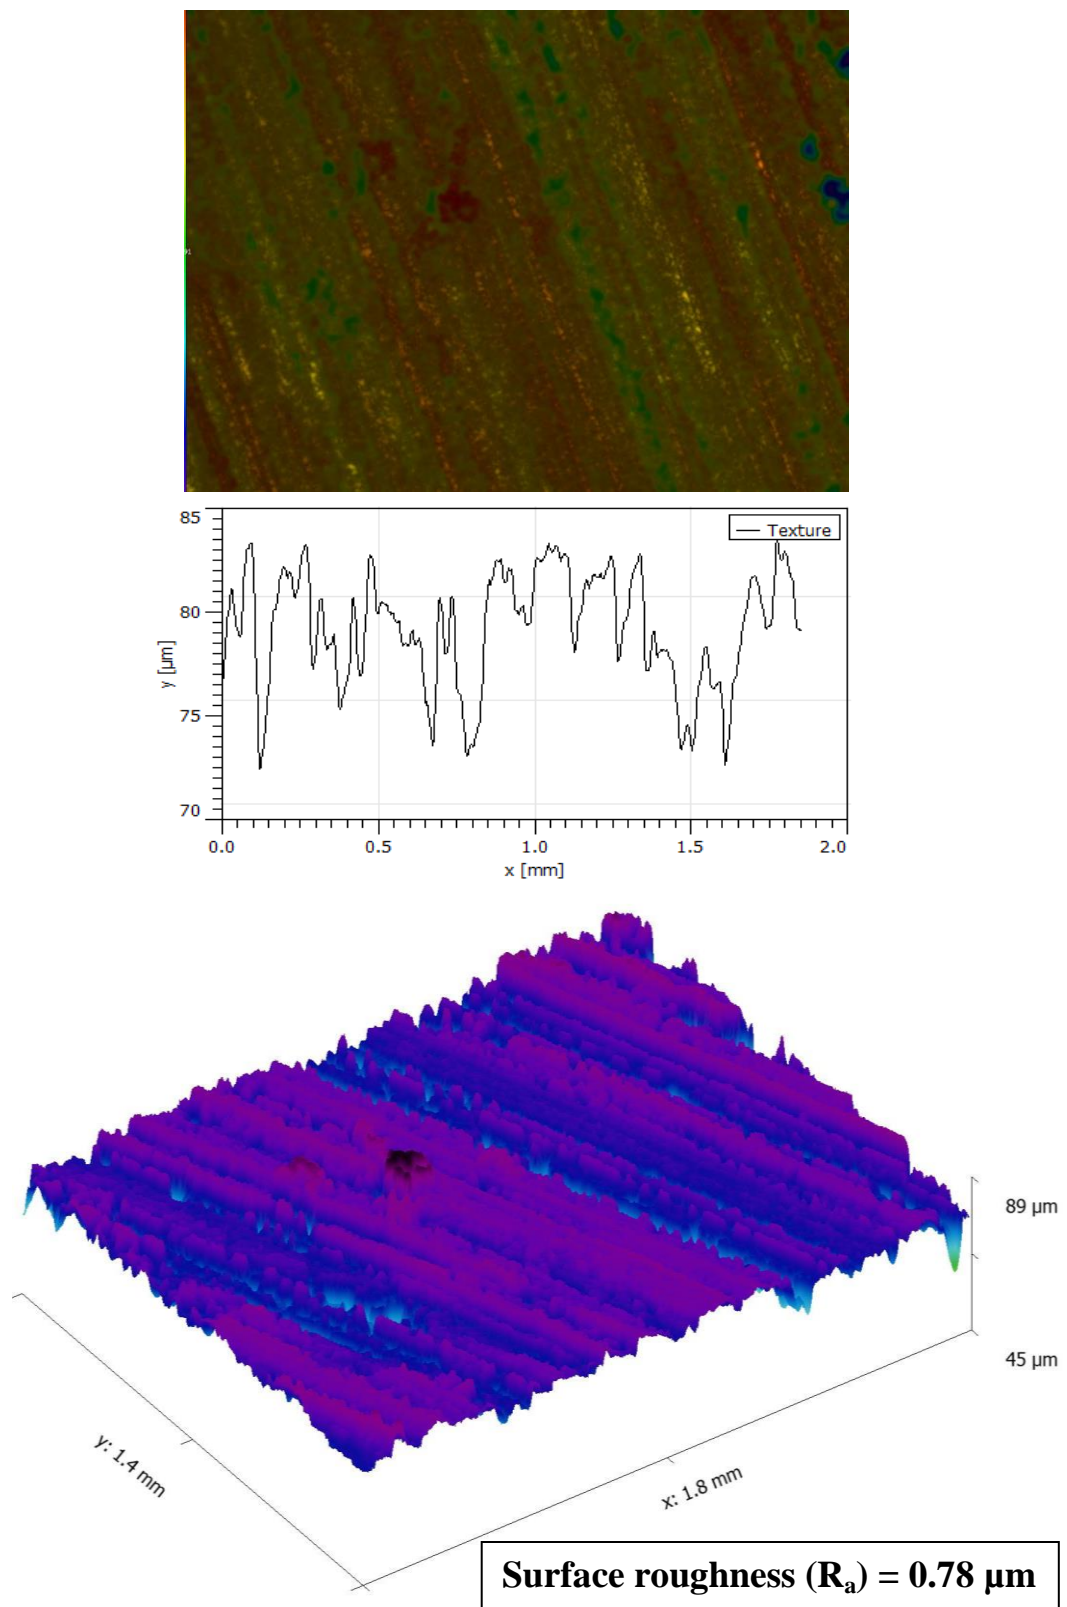 85
Texture
80
y [µm]
75
70
0.0 0.5 1.0 1.5 2.0
x [mm]
89 µm
45 µm
y: 1.4 mm
x: 1.8 mm
Surface roughness (Ra) = 0.78 µm